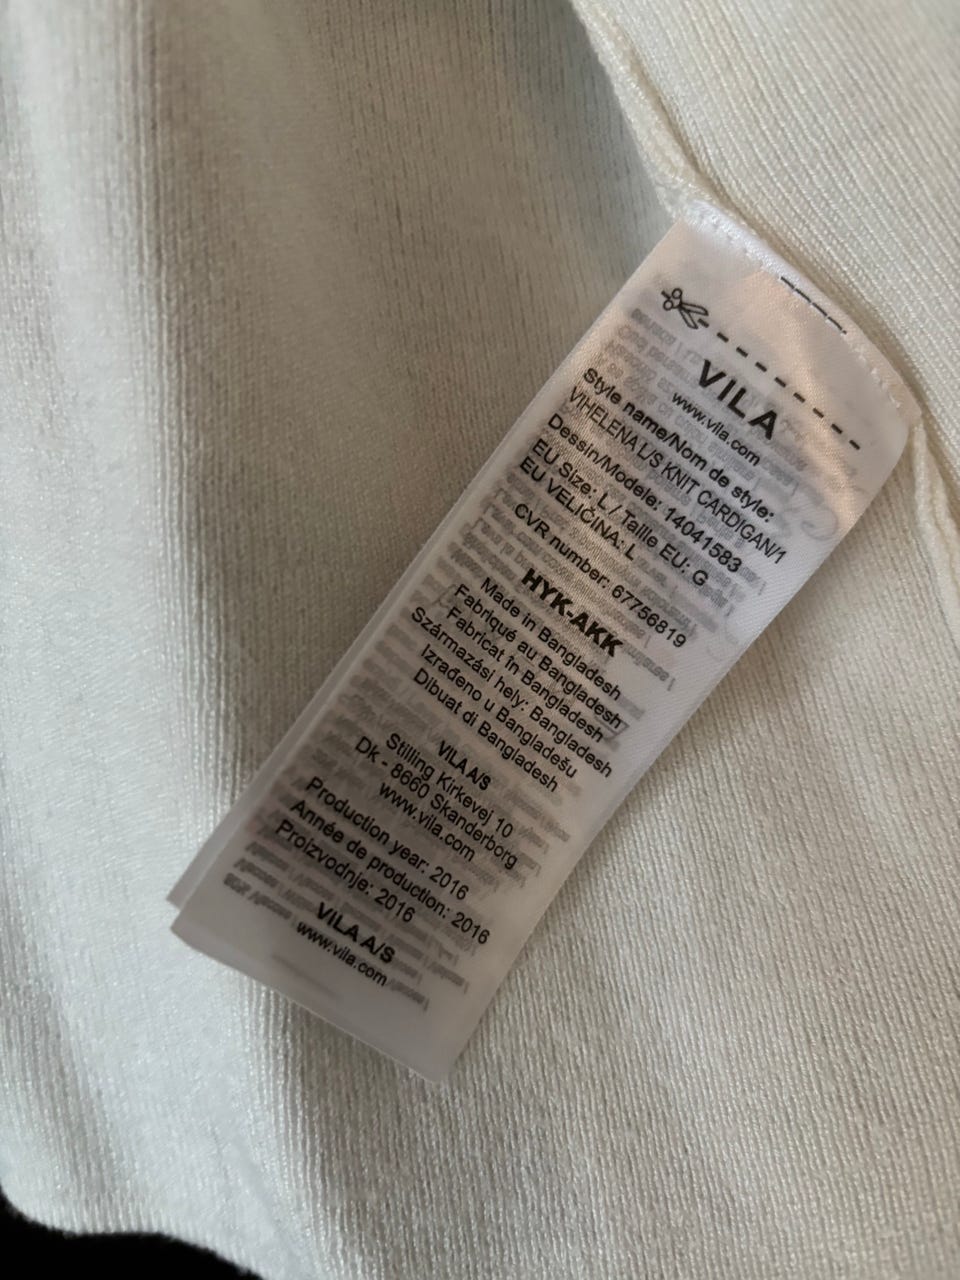 VILA
www.vila.com
Style name/Nom de style:
VIHELENA L/S KNIT CARDIGAN/1
Dessin/Modele: 14041583
EU Size: L / Taille EU: G
EU VELIČINA: L
CVR number: 67756819
HYK-AKK
Made in Bangladesh
Fabriqué au Bangladesh
Fabricat în Bangladesh
Származási hely: Bangladesh
Izrađeno u Bangladešu
Dibuat di Bangladesh
VILA A/S
Stilling Kirkevej 10
Dk - 8660 Skanderborg
www.vila.com
Production year: 2016
Année de production: 2016
Proizvodnje: 2016
VILA A/S
www.vila.com